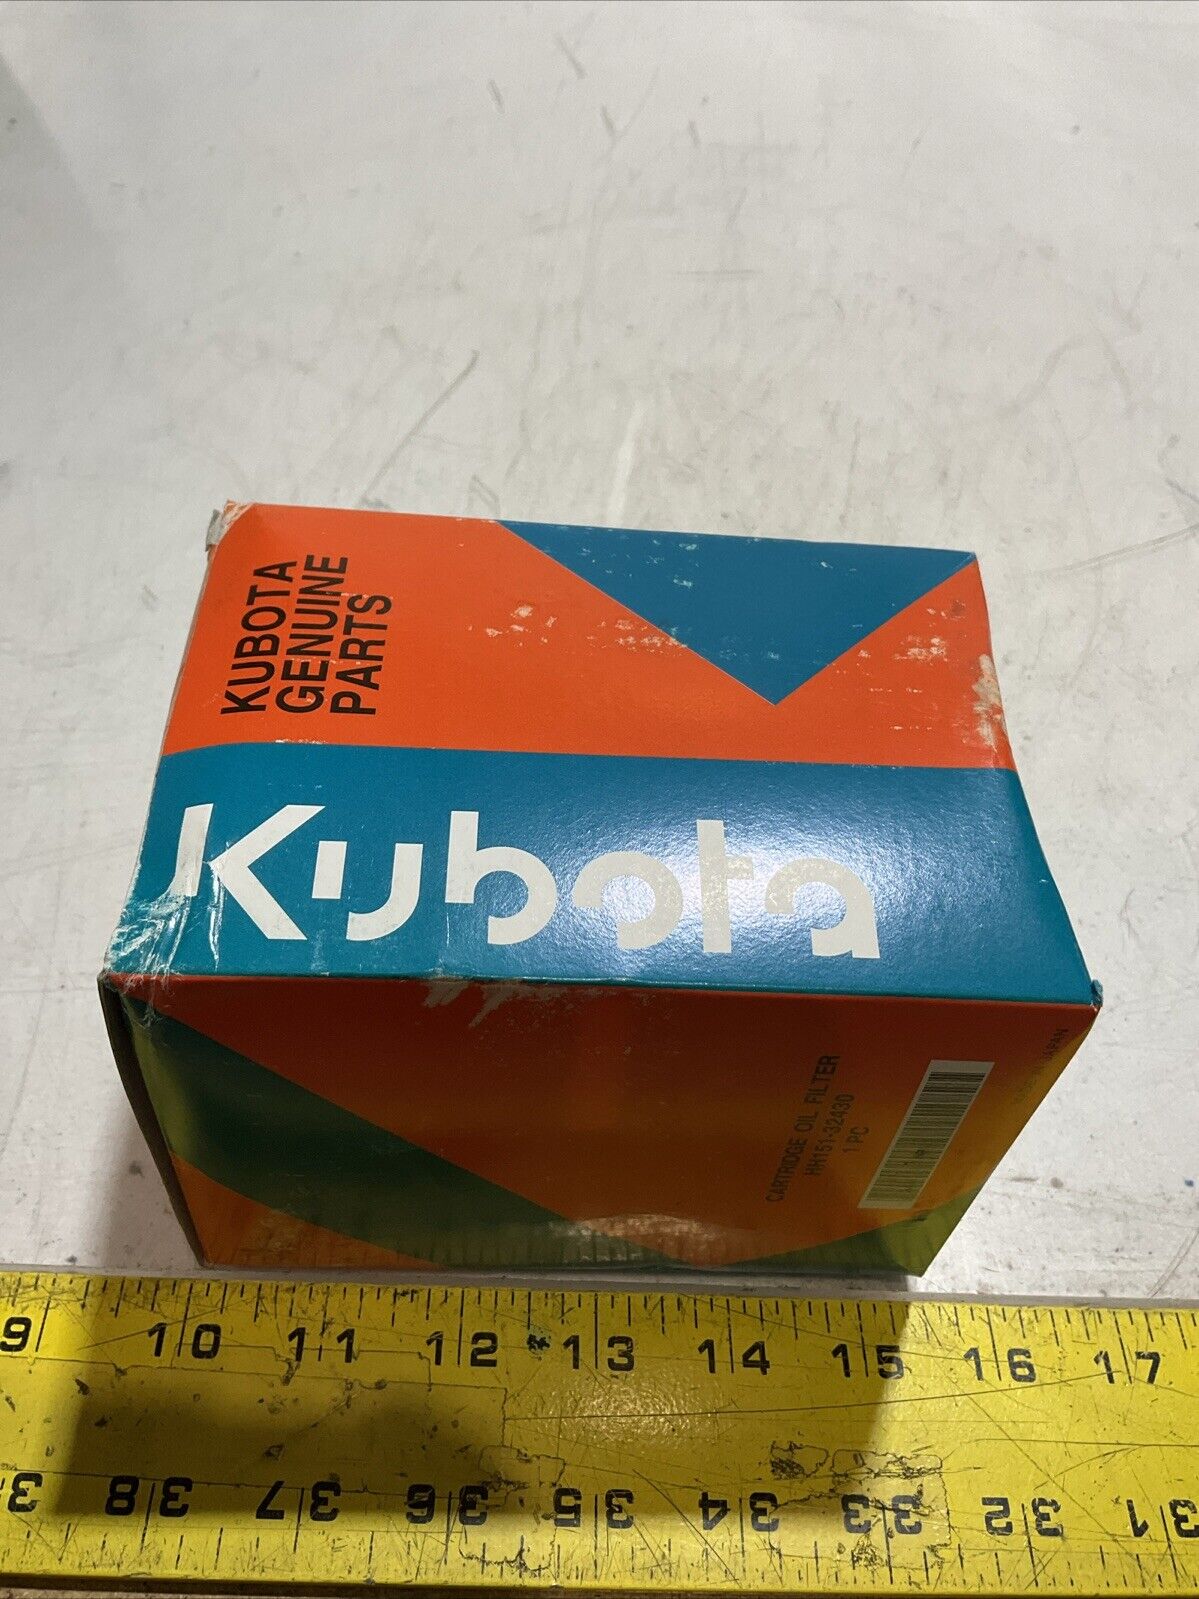 KUBOTA
GENUINE
PARTS
Kubota
CARTRIDGE OIL FILTER
HH151-32430
1 PC
JAPAN
9 10 11 12 13 14 15 16 17
38 37 36 35 34 33 32 31